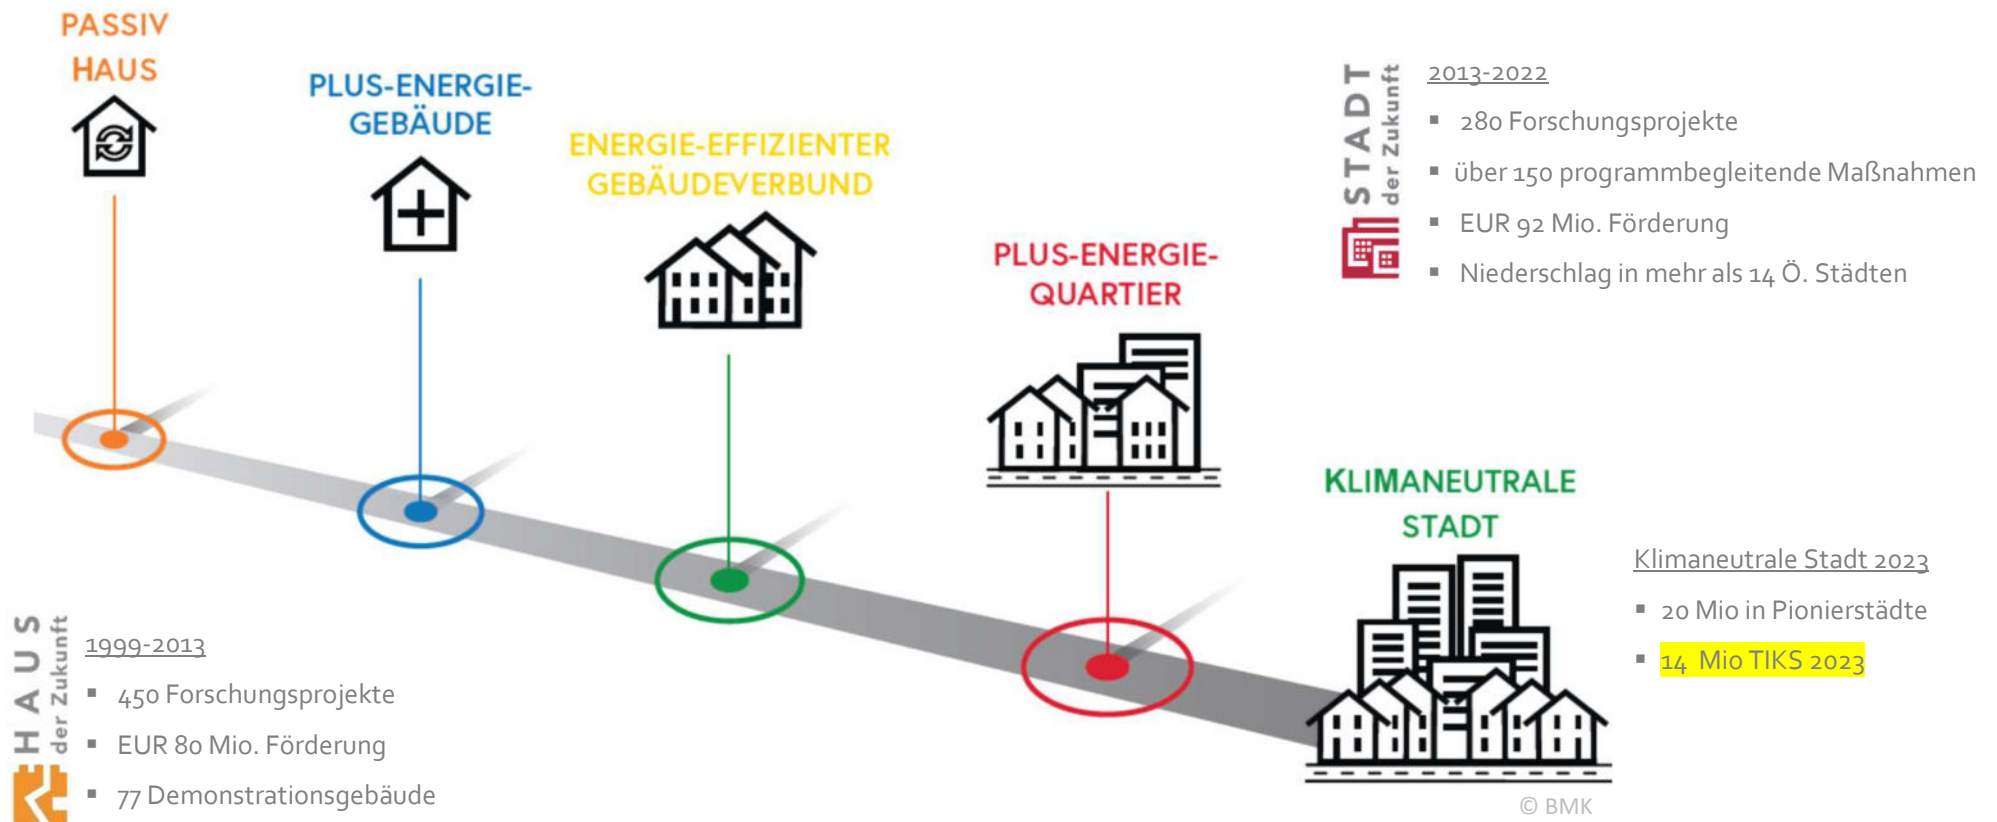 PASSIV
HAUS
PLUS-ENERGIE-
GEBÄUDE
ENERGIE-EFFIZIENTER
GEBÄUDEVERBUND
PLUS-ENERGIE-
QUARTIER
KLIMANEUTRALE
STADT
STADT
der Zukunft
2013-2022
▪ 280 Forschungsprojekte
▪ über 150 programmbegleitende Maßnahmen
▪ EUR 92 Mio. Förderung
▪ Niederschlag in mehr als 14 Ö. Städten
Klimaneutrale Stadt 2023
▪ 20 Mio in Pionierstädte
▪ 14 Mio TIKS 2023
HAUS
der Zukunft
1999-2013
▪ 450 Forschungsprojekte
▪ EUR 80 Mio. Förderung
▪ 77 Demonstrationsgebäude
© BMK